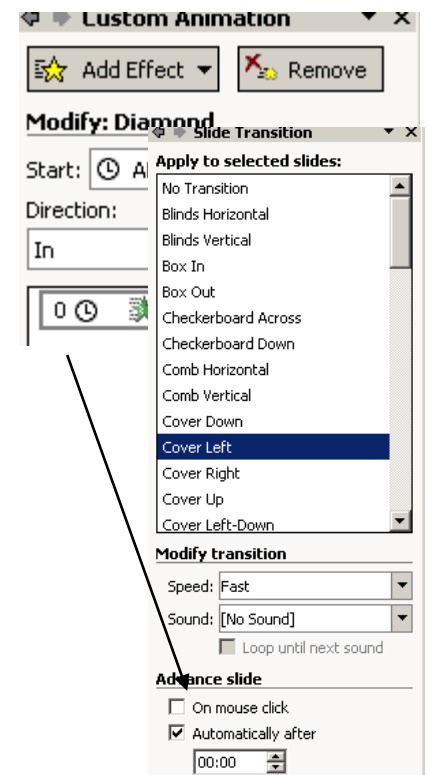 Custom Animation
Add Effect
Remove
Modify: Diamond
Start:
Direction:
In
0
Slide Transition
Apply to selected slides:
No Transition
Blinds Horizontal
Blinds Vertical
Box In
Box Out
Checkerboard Across
Checkerboard Down
Comb Horizontal
Comb Vertical
Cover Down
Cover Left
Cover Right
Cover Up
Cover Left-Down
Modify transition
Speed: Fast
Sound: [No Sound]
Loop until next sound
Advance slide
On mouse click
Automatically after
00:00